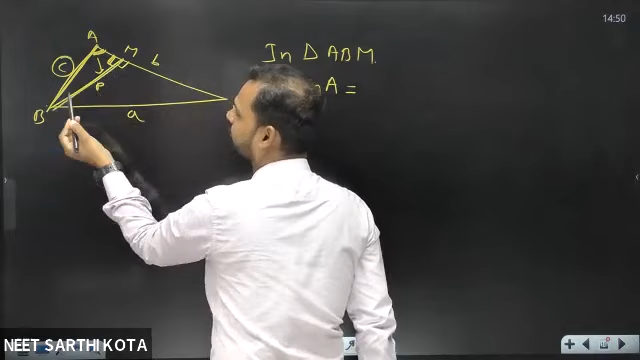 14:50
A
M
C
b
P
B
a
In Δ ABM.
A =
NEET SARTHI KOTA